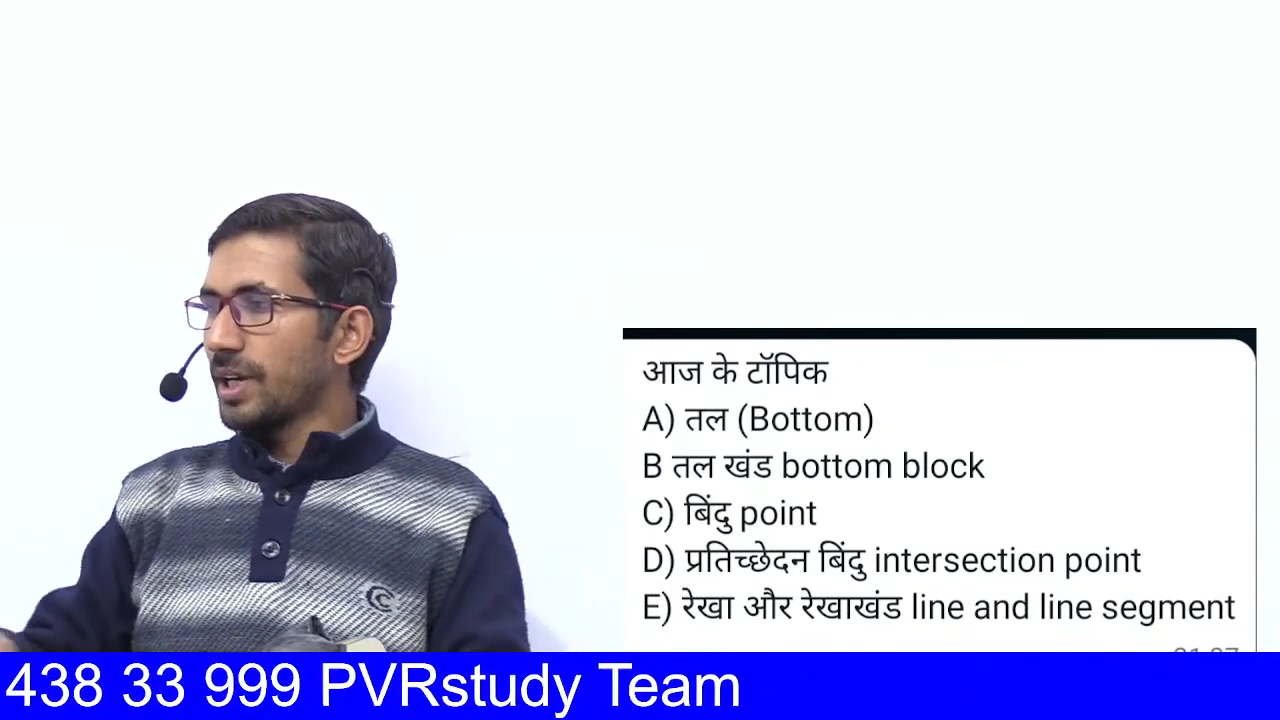 आज के टॉपिक
A) तल (Bottom)
B तल खंड bottom block
C) बिंदु point
D) प्रतिच्छेदन बिंदु intersection point
E) रेखा और रेखाखंड line and line segment
438 33 999 PVRstudy Team